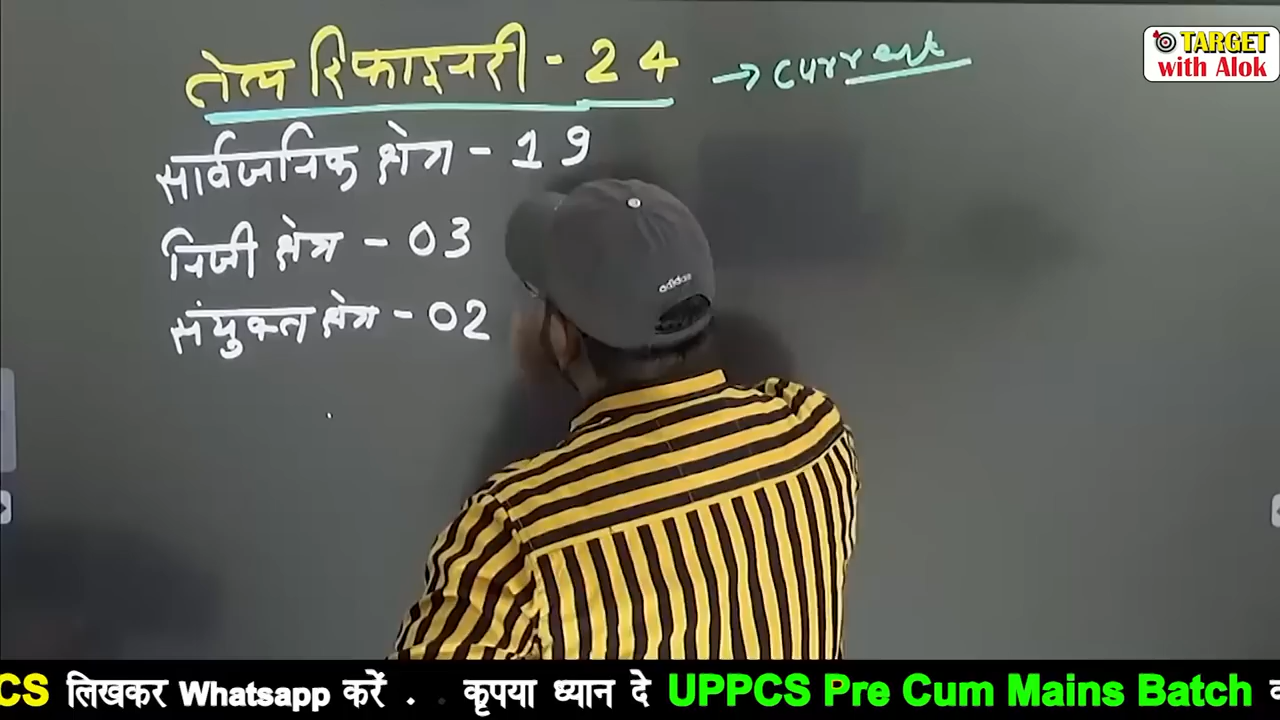 तेल रिफाइनरी - 24 → Current
सार्वजनिक क्षेत्र - 19
निजी क्षेत्र - 03
संयुक्त क्षेत्र - 02
TARGET
with Alok
adidas
CS लिखकर Whatsapp करें . . कृपया ध्यान दे UPPCS Pre Cum Mains Batch